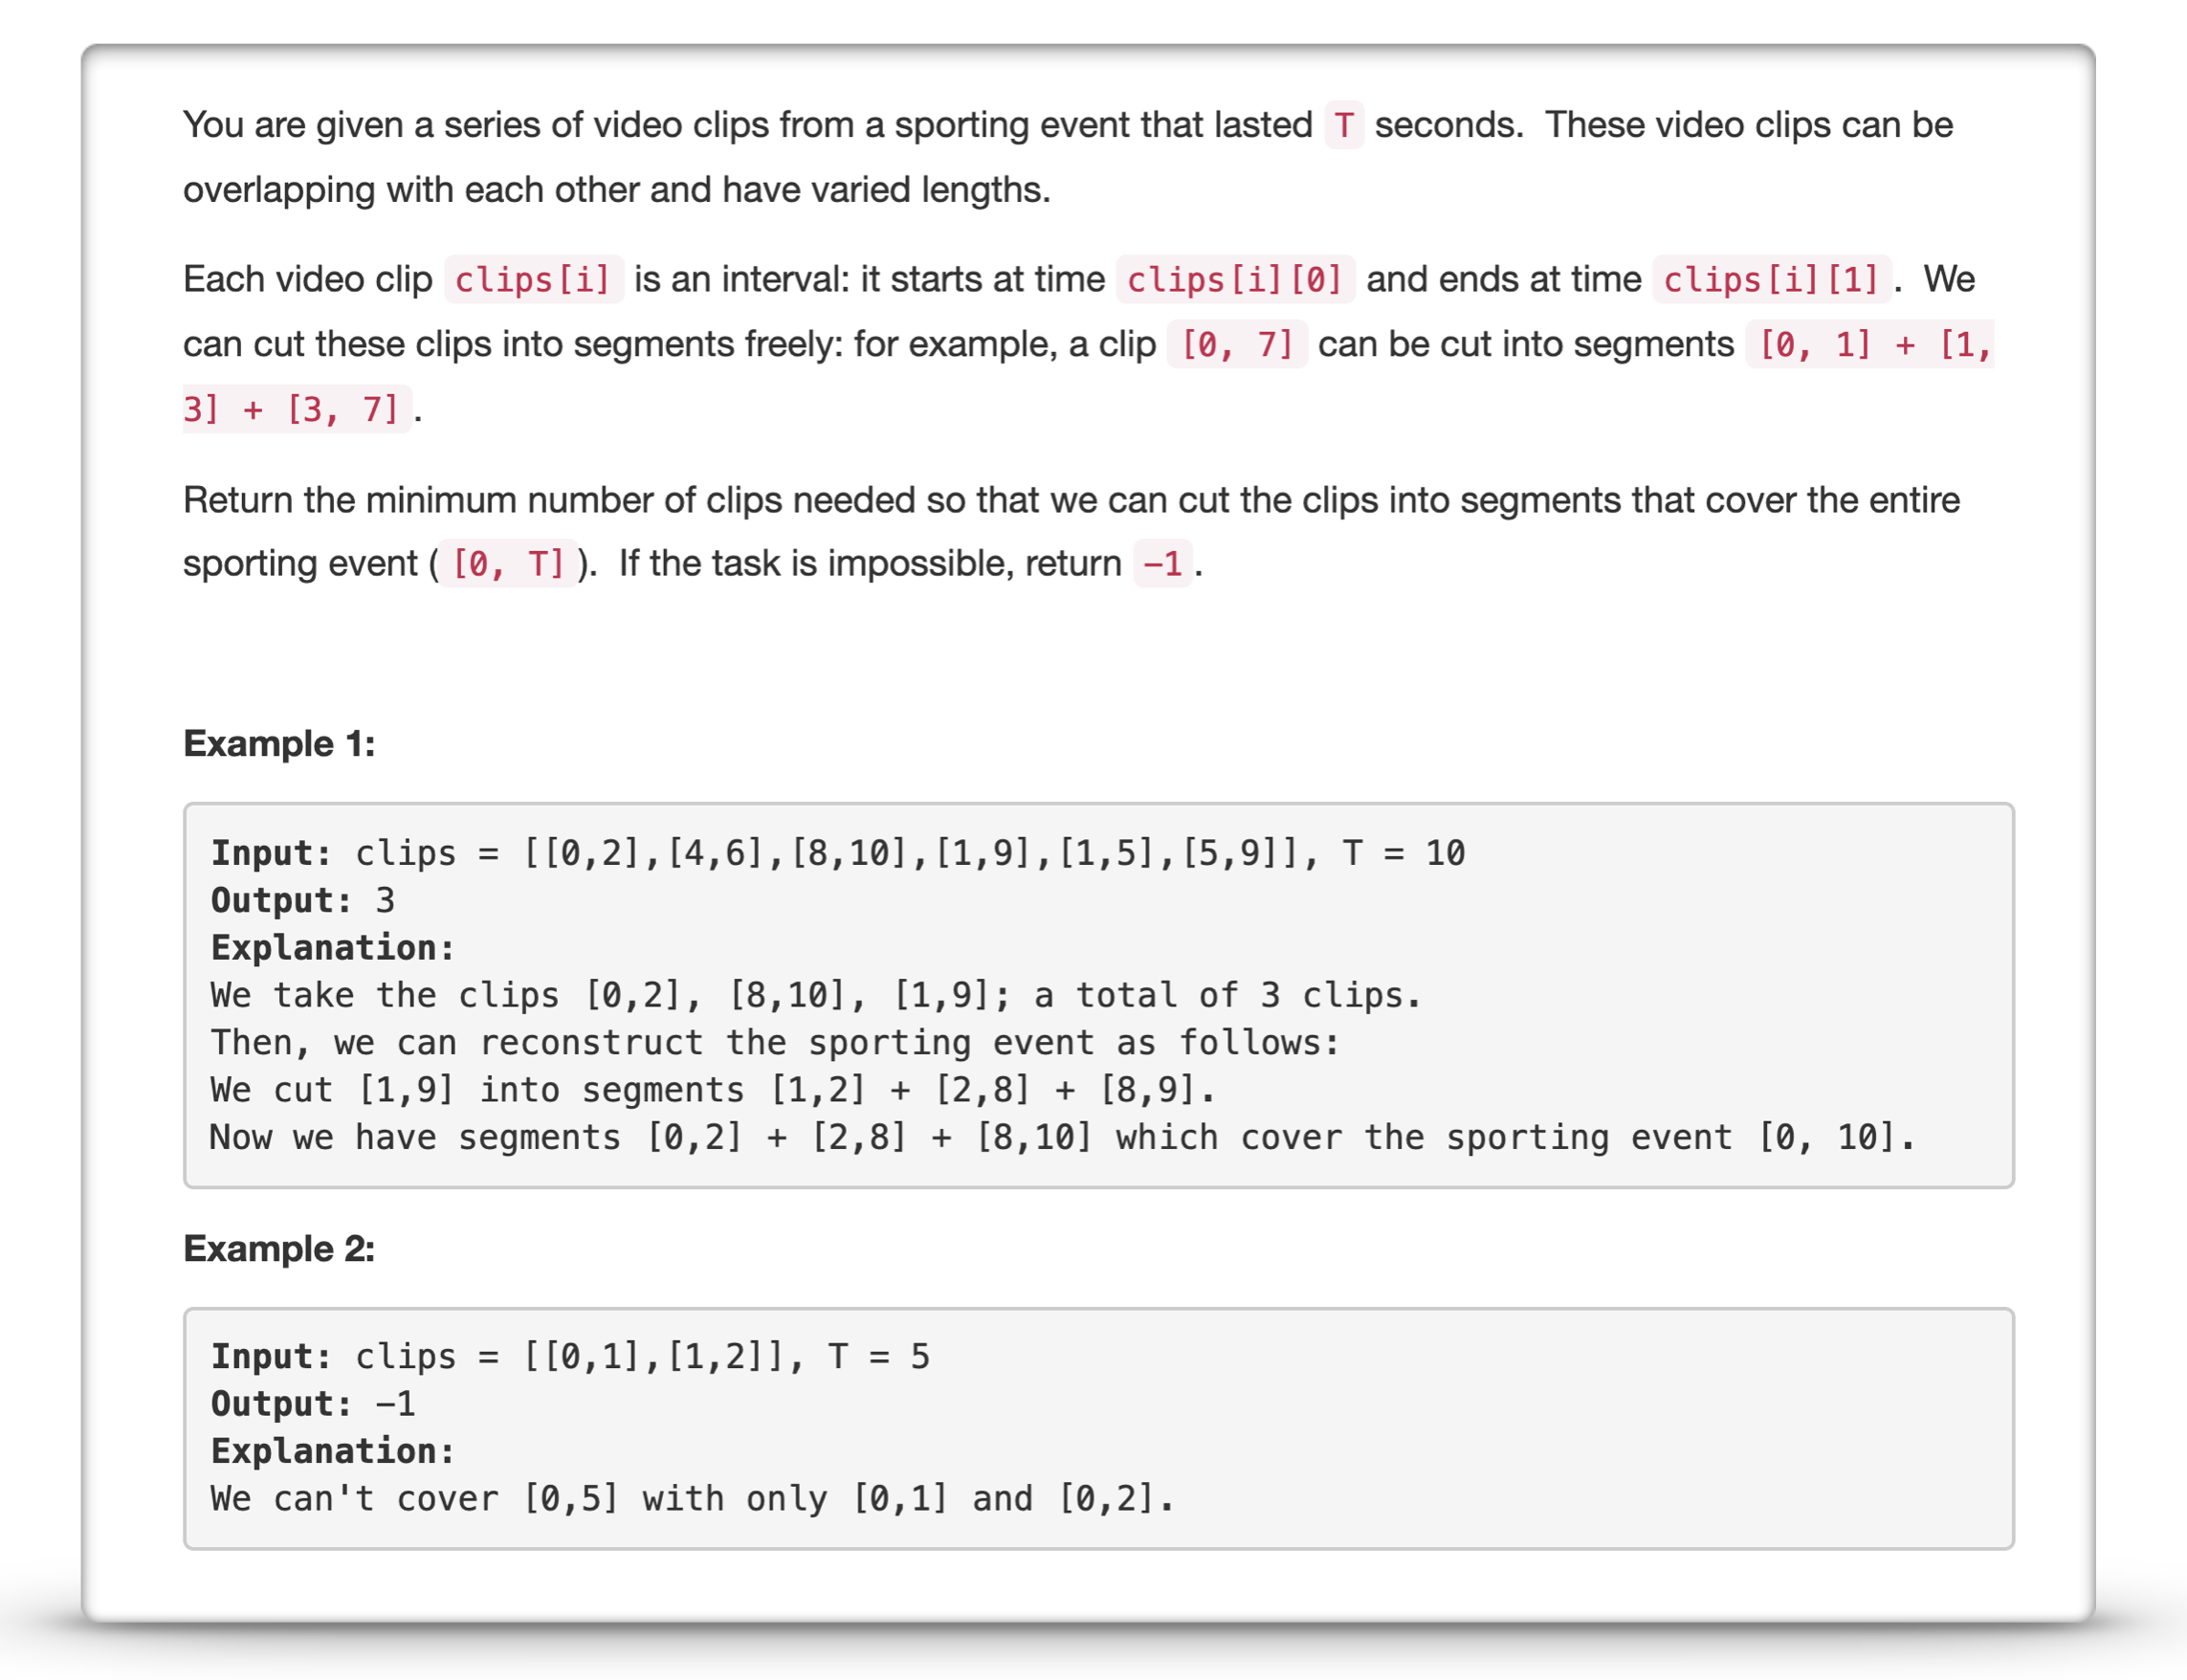 You are given a series of video clips from a sporting event that lasted T seconds.  These video clips can be
overlapping with each other and have varied lengths.
Each video clip clips[i] is an interval: it starts at time clips[i][0] and ends at time clips[i][1].  We
can cut these clips into segments freely: for example, a clip [0, 7] can be cut into segments [0, 1] + [1,
3] + [3, 7].
Return the minimum number of clips needed so that we can cut the clips into segments that cover the entire
sporting event ([0, T]).  If the task is impossible, return -1.
Example 1:
Input: clips = [[0,2],[4,6],[8,10],[1,9],[1,5],[5,9]], T = 10
Output: 3
Explanation:
We take the clips [0,2], [8,10], [1,9]; a total of 3 clips.
Then, we can reconstruct the sporting event as follows:
We cut [1,9] into segments [1,2] + [2,8] + [8,9].
Now we have segments [0,2] + [2,8] + [8,10] which cover the sporting event [0, 10].
Example 2:
Input: clips = [[0,1],[1,2]], T = 5
Output: -1
Explanation:
We can't cover [0,5] with only [0,1] and [0,2].